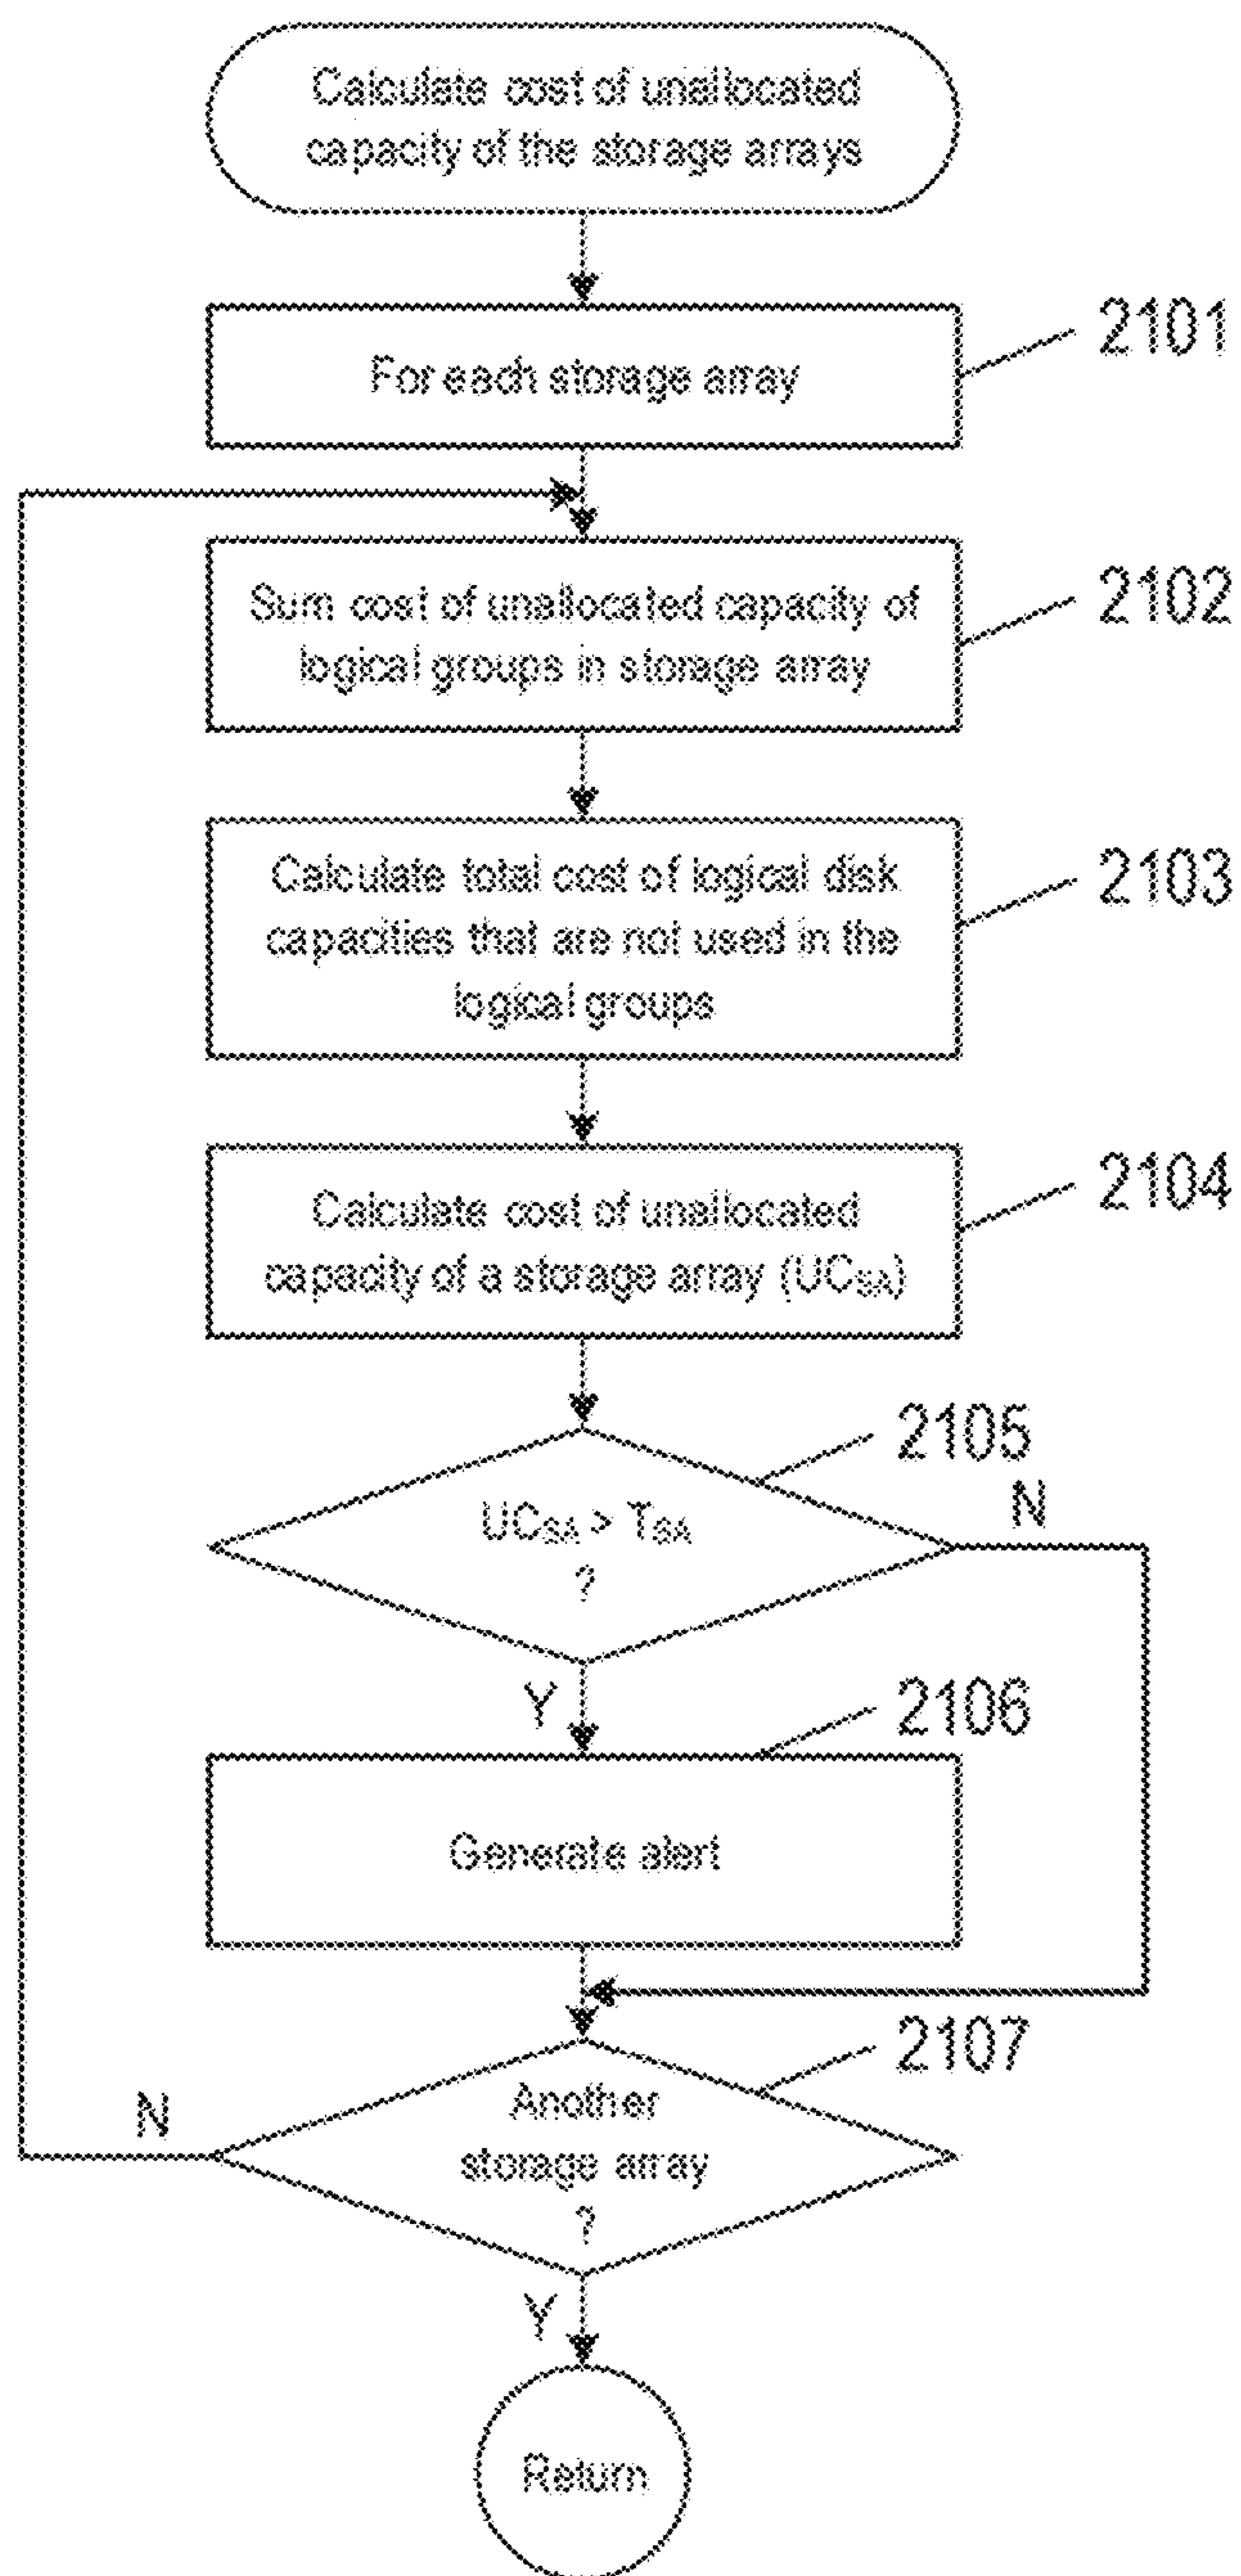 Calculate cost of unallocated
capacity of the storage arrays
For each storage array
2101
Sum cost of unallocated capacity of
logical groups in storage array
2102
Calculate total cost of logical disk
capacities that are not used in the
logical groups
2103
Calculate cost of unallocated
capacity of a storage array (UCSA)
2104
2105
UCSA > TSA
?
N
Y
2106
Generate alert
2107
Another
storage array
?
N
Y
Return